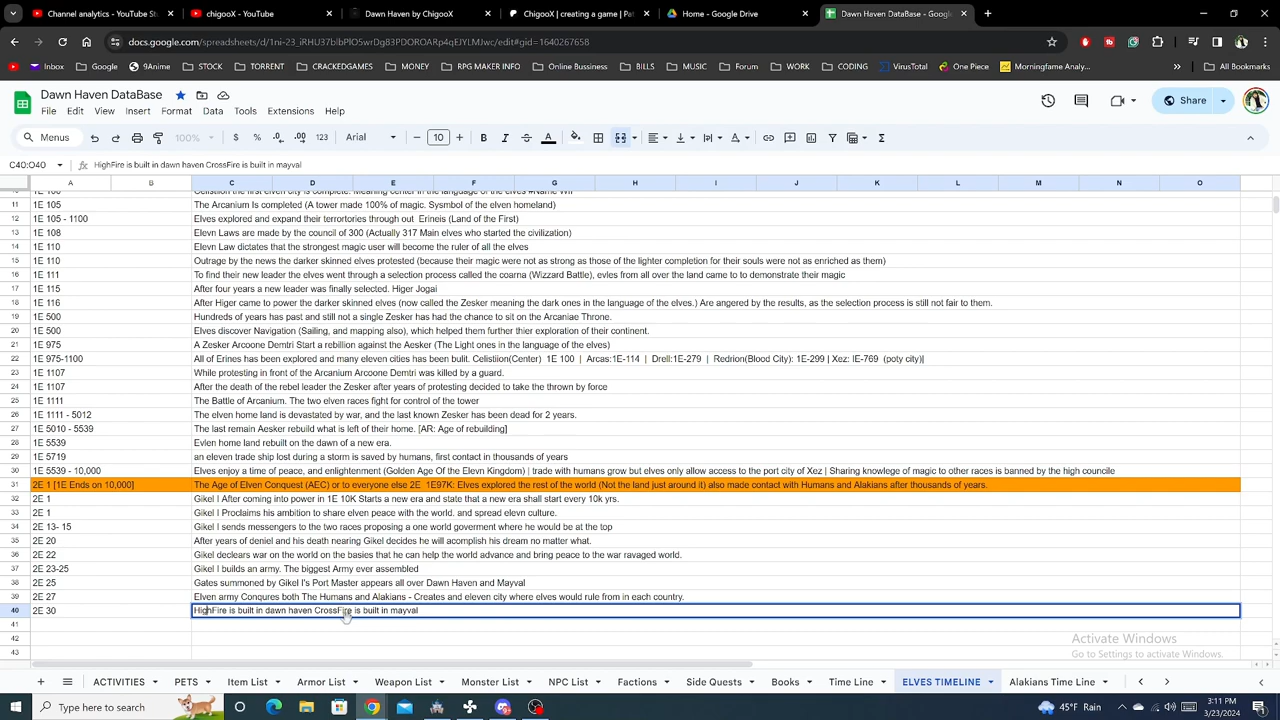 Channel analytics - YouTube St
chigooX - YouTube
Dawn Haven by ChigooX
ChigooX | creating a game | Pat
Home - Google Drive
Dawn Haven DataBase - Google
docs.google.com/spreadsheets/d/1ni-23_iRHU37blbPlO5wrDg83PDOROARp4qEJYLMJwc/edit#gid=1640267658
Inbox Google 9Anime STOCK TORRENT CRACKEDGAMES MONEY RPG MAKER INFO Online Bussiness BILLS MUSIC FOOD FORUM WORK CODING VirusTotal One Piece Morningfame Analy... » All Bookmarks
Dawn Haven DataBase
File Edit View Insert Format Data Tools Extensions Help
Share
Menus 100% $ % .0 .00 123 Arial 10 B I A Σ
C40:O40 HighFire is built in dawn haven CrossFire is built in mayval
A B C D E F G H I J K L M N O
11 1E 105 The Arcanium Is completed (A tower made 100% of magic. Sysmbol of the elven homeland)
12 1E 105 - 1100 Elves explored and expand their terrortories through out Erineis (Land of the First)
13 1E 108 Elevn Laws are made by the council of 300 (Actually 317 Main elves who started the civilization)
14 1E 110 Elevn Law dictates that the strongest magic user will become the ruler of all the elves
15 1E 110 Outrage by the news the darker skinned elves protested (because their magic were not as strong as those of the lighter completion for their souls were not as enriched as them)
16 1E 111 To find their new leader the elves went through a selection process called the coarna (Wizzard Battle), evles from all over the land came to to demonstrate their magic
17 1E 115 After four years a new leader was finally selected. Higer Jogai
18 1E 116 After Higer came to power the darker skinned elves (now called the Zesker meaning the dark ones in the language of the elves.) Are angered by the results, as the selection process is still not fair to them.
19 1E 500 Hundreds of years has past and still not a single Zesker has had the chance to sit on the Arcaniae Throne.
20 1E 500 Elves discover Navigation (Sailing, and mapping also), which helped them further thier exploration of their continent.
21 1E 975 A Zesker Arcoone Demtri Start a rebillion against the Aesker (The Light ones in the language of the elves)
22 1E 975-1100 All of Erines has been explored and many eleven cities has been bulit. Celistiion(Center) 1E 100 | Arcas:1E-114 | Drell:1E-279 | Redrion(Blood City): 1E-299 | Xez: IE-769 (poty city)|
23 1E 1107 While protesting in front of the Arcanium Arcoone Demtri was killed by a guard.
24 1E 1107 After the death of the rebel leader the Zesker after years of protesting decided to take the thrown by force
25 1E 1111 The Battle of Arcanium. The two elven races fight for control of the tower
26 1E 1111 - 5012 The elven home land is devastated by war, and the last known Zesker has been dead for 2 years.
27 1E 5010 - 5539 The last remain Aesker rebuild what is left of their home. [AR: Age of rebuilding]
28 1E 5539 Evlen home land rebuilt on the dawn of a new era.
29 1E 5719 an eleven trade ship lost during a storm is saved by humans, first contact in thousands of years
30 1E 5539 - 10,000 Elves enjoy a time of peace, and enlightenment (Golden Age Of the Elevn Kingdom) | trade with humans grow but elves only allow access to the port city of Xez | Sharing knowlege of magic to other races is banned by the high councile
31 2E 1 [1E Ends on 10,000] The Age of Elven Conquest (AEC) or to everyone else 2E 1E97K: Elves explored the rest of the world (Not the land just around it) also made contact with Humans and Alakians after thousands of years.
32 2E 1 Gikel I After coming into power in 1E 10K Starts a new era and state that a new era shall start every 10k yrs.
33 2E 1 Gikel I Proclaims his ambition to share elven peace with the world. and spread elevn culture.
34 2E 13- 15 Gikel I sends messengers to the two races proposing a one world goverment where he would be at the top
35 2E 20 After years of deniel and his death nearing Gikel decides he will acomplish his dream no matter what.
36 2E 22 Gikel declears war on the world on the basies that he can help the world advance and bring peace to the war ravaged world.
37 2E 23-25 Gikel I builds an army. The biggest Army ever assembled
38 2E 25 Gates summoned by Gikel I's Port Master appears all over Dawn Haven and Mayval
39 2E 27 Elven army Conqures both The Humans and Alakians - Creates and eleven city where elves would rule from in each country.
40 2E 30 HighFire is built in dawn haven CrossFire is built in mayval
41
42
43
Activate Windows
Go to Settings to activate Windows.
ACTIVITIES PETS Item List Armor List Weapon List Monster List NPC List Factions Side Quests Books Time Line ELVES TIMELINE Alakians Time Line
Type here to search 45°F Rain 3:11 PM
3/23/2024